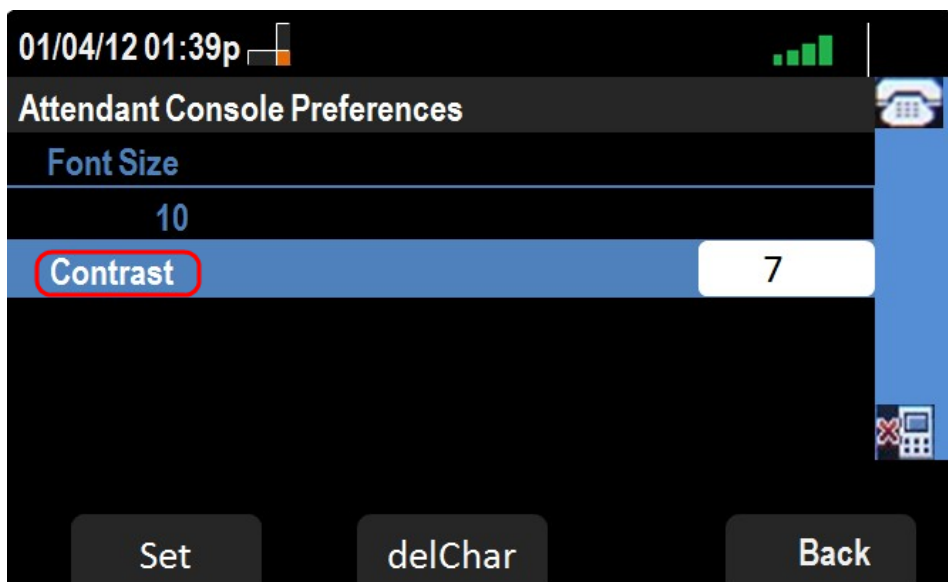 01/04/12 01:39p
Attendant Console Preferences
Font Size
10
Contrast 7
Set delChar Back